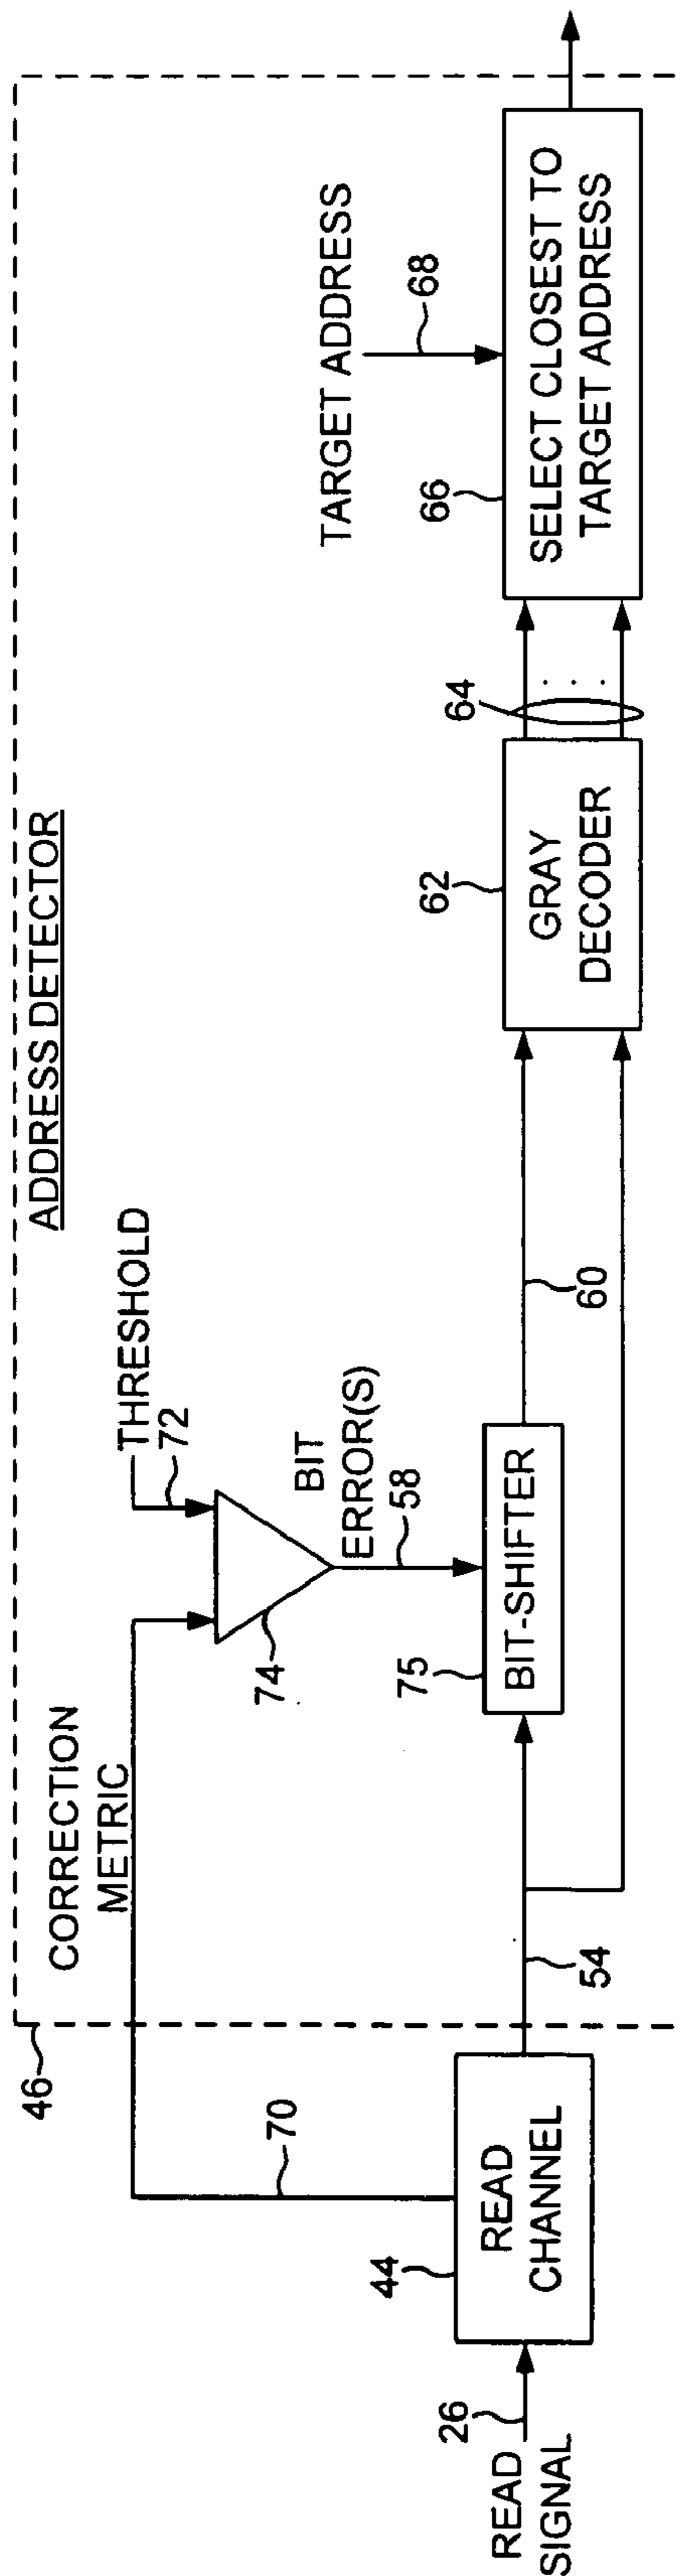 ADDRESS DETECTOR
46
CORRECTION
METRIC
70
THRESHOLD
72
74
BIT
ERROR(S)
58
TARGET ADDRESS
68
READ
SIGNAL
26
44
READ
CHANNEL
54
75
BIT-SHIFTER
60
62
GRAY
DECODER
64
66
SELECT CLOSEST TO
TARGET ADDRESS